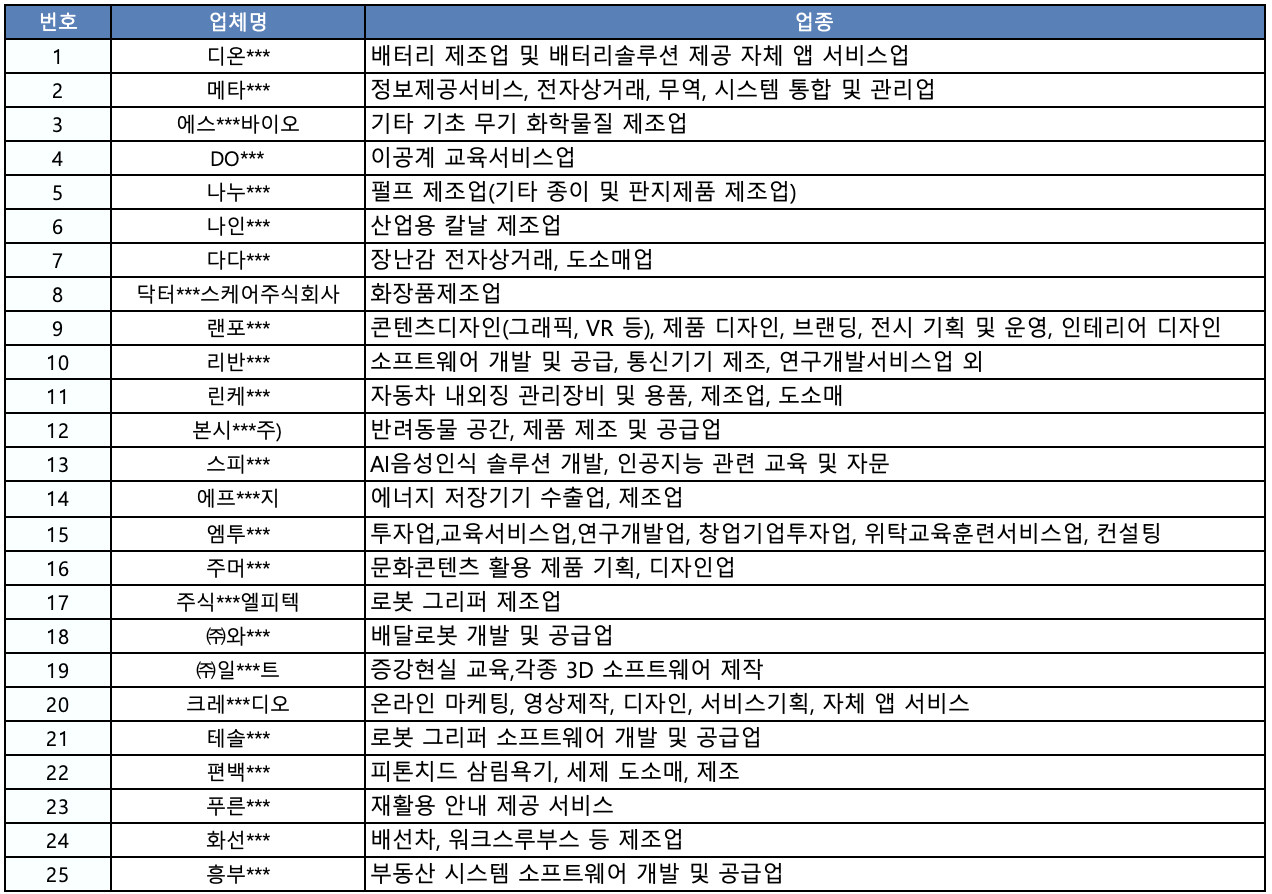 번호 업체명 업종
1 디온*** 배터리 제조업 및 배터리솔루션 제공 자체 앱 서비스업
2 메타*** 정보제공서비스, 전자상거래, 무역, 시스템 통합 및 관리업
3 에스***바이오 기타 기초 무기 화학물질 제조업
4 DO*** 이공계 교육서비스업
5 나누*** 펄프 제조업(기타 종이 및 판지제품 제조업)
6 나인*** 산업용 칼날 제조업
7 다다*** 장난감 전자상거래, 도소매업
8 닥터***스케어주식회사 화장품제조업
9 랜포*** 콘텐츠디자인(그래픽, VR 등), 제품 디자인, 브랜딩, 전시 기획 및 운영, 인테리어 디자인
10 리반*** 소프트웨어 개발 및 공급, 통신기기 제조, 연구개발서비스업 외
11 린케*** 자동차 내외징 관리장비 및 용품, 제조업, 도소매
12 본시***주) 반려동물 공간, 제품 제조 및 공급업
13 스피*** AI음성인식 솔루션 개발, 인공지능 관련 교육 및 자문
14 에프***지 에너지 저장기기 수출업, 제조업
15 엠투*** 투자업,교육서비스업,연구개발업, 창업기업투자업, 위탁교육훈련서비스업, 컨설팅
16 주머*** 문화콘텐츠 활용 제품 기획, 디자인업
17 주식***엘피텍 로봇 그리퍼 제조업
18 ㈜와*** 배달로봇 개발 및 공급업
19 ㈜일***트 증강현실 교육,각종 3D 소프트웨어 제작
20 크레***디오 온라인 마케팅, 영상제작, 디자인, 서비스기획, 자체 앱 서비스
21 테솔*** 로봇 그리퍼 소프트웨어 개발 및 공급업
22 편백*** 피톤치드 삼림욕기, 세제 도소매, 제조
23 푸른*** 재활용 안내 제공 서비스
24 화선*** 배선차, 워크스루부스 등 제조업
25 흥부*** 부동산 시스템 소프트웨어 개발 및 공급업